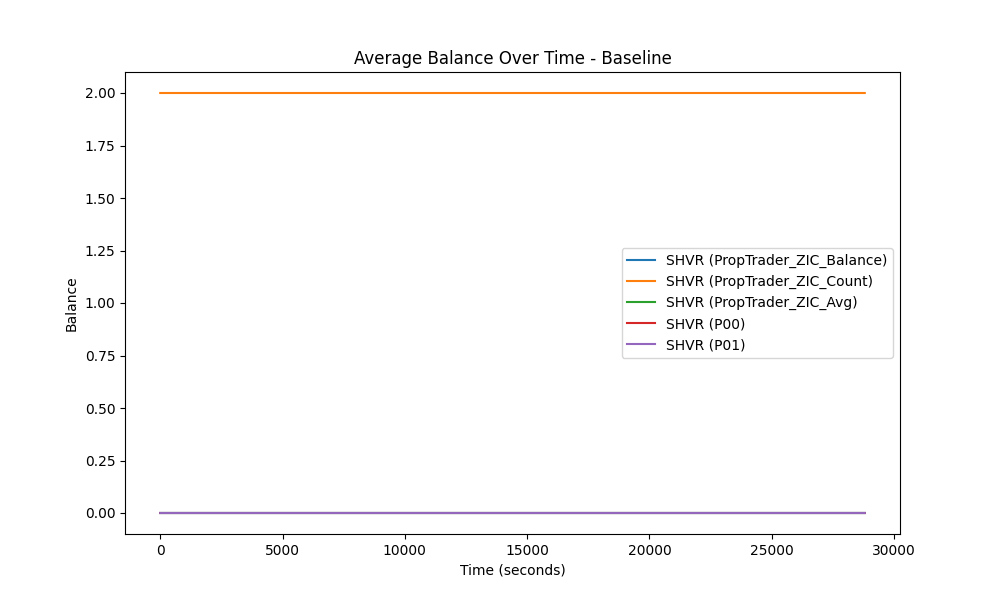 Average Balance Over Time - Baseline
2.00
1.75
1.50
1.25
1.00
0.75
0.50
0.25
0.00
Balance
SHVR (PropTrader_ZIC_Balance)
SHVR (PropTrader_ZIC_Count)
SHVR (PropTrader_ZIC_Avg)
SHVR (P00)
SHVR (P01)
0 5000 10000 15000 20000 25000 30000
Time (seconds)